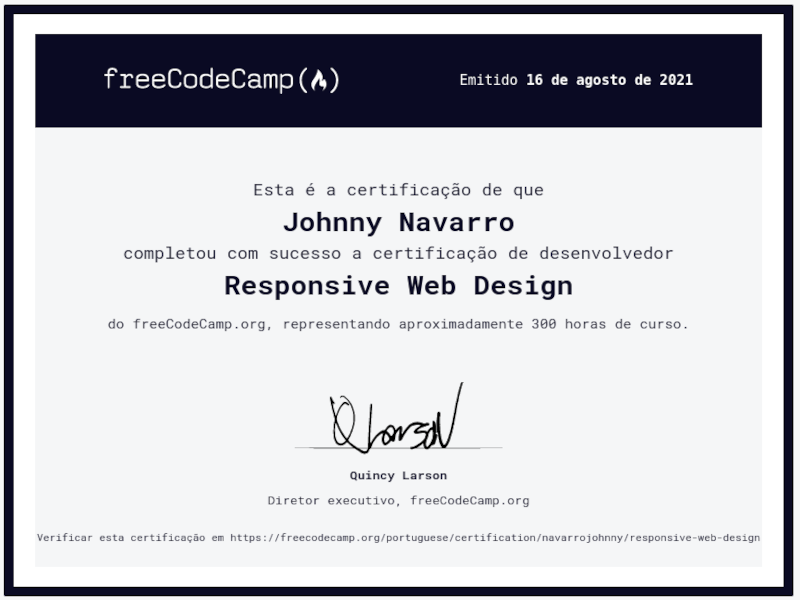 freeCodeCamp
Emitido 16 de agosto de 2021
Esta é a certificação de que
Johnny Navarro
completou com sucesso a certificação de desenvolvedor
Responsive Web Design
do freeCodeCamp.org, representando aproximadamente 300 horas de curso.
Q Larson
Quincy Larson
Diretor executivo, freeCodeCamp.org
Verificar esta certificação em https://freecodecamp.org/portuguese/certification/navarrojohnny/responsive-web-design